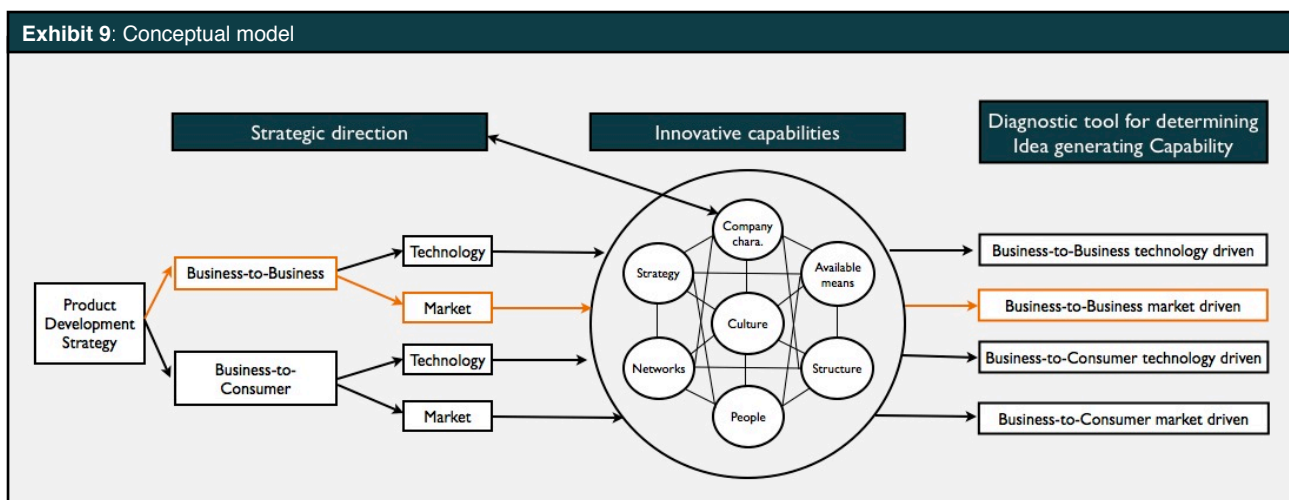 Exhibit 9: Conceptual model
Strategic direction
Innovative capabilities
Diagnostic tool for determining
Idea generating Capability
Product
Development
Strategy
Business-to-Business
Business-to-
Consumer
Technology
Market
Technology
Market
Company
chara.
Strategy
Available
means
Culture
Networks
Structure
People
Business-to-Business technology driven
Business-to-Business market driven
Business-to-Consumer technology driven
Business-to-Consumer market driven